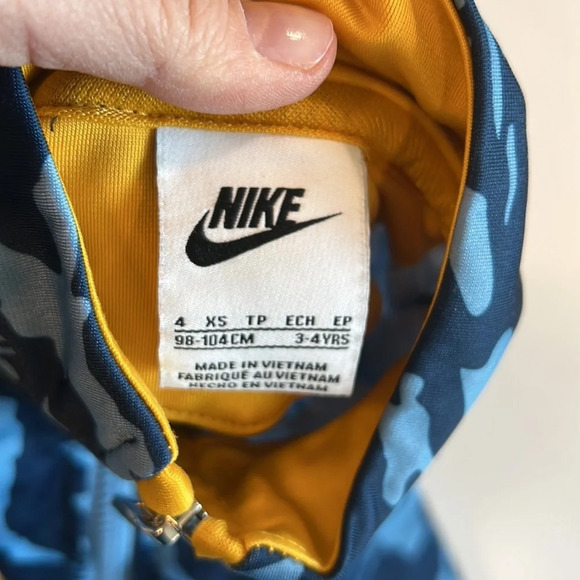 NIKE
4 XS TP ECH EP
98-104CM 3-4YRS
MADE IN VIETNAM
FABRIQUÉ AU VIETNAM
HECHO EN VIETNAM